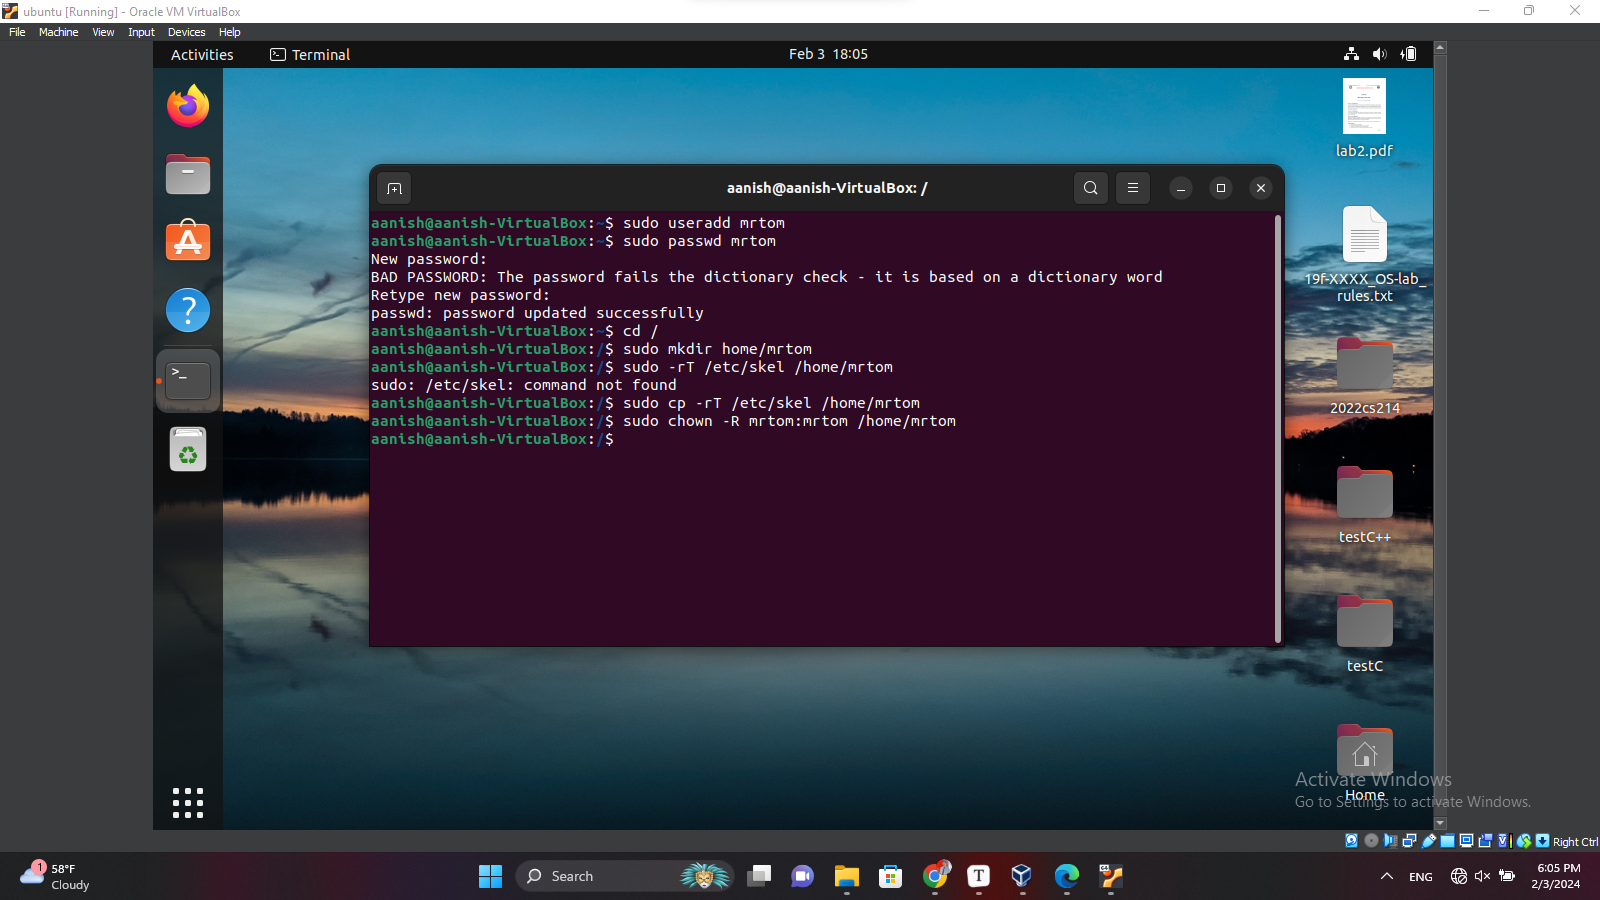 ubuntu [Running] - Oracle VM VirtualBox
File Machine View Input Devices Help
Activities Terminal Feb 3 18:05
lab2.pdf
aanish@aanish-VirtualBox: /
aanish@aanish-VirtualBox:~$ sudo useradd mrtom
aanish@aanish-VirtualBox:~$ sudo passwd mrtom
New password:
BAD PASSWORD: The password fails the dictionary check - it is based on a dictionary word
Retype new password:
passwd: password updated successfully
aanish@aanish-VirtualBox:~$ cd /
aanish@aanish-VirtualBox:/$ sudo mkdir home/mrtom
aanish@aanish-VirtualBox:/$ sudo -rT /etc/skel /home/mrtom
sudo: /etc/skel: command not found
aanish@aanish-VirtualBox:/$ sudo cp -rT /etc/skel /home/mrtom
aanish@aanish-VirtualBox:/$ sudo chown -R mrtom:mrtom /home/mrtom
aanish@aanish-VirtualBox:/$
19f-XXXX_OS-lab_
rules.txt
2022cs214
testC++
testC
Home
Activate Windows
Go to Settings to activate Windows.
Right Ctrl
1
58°F
Cloudy
Search
T
ENG
6:05 PM
2/3/2024